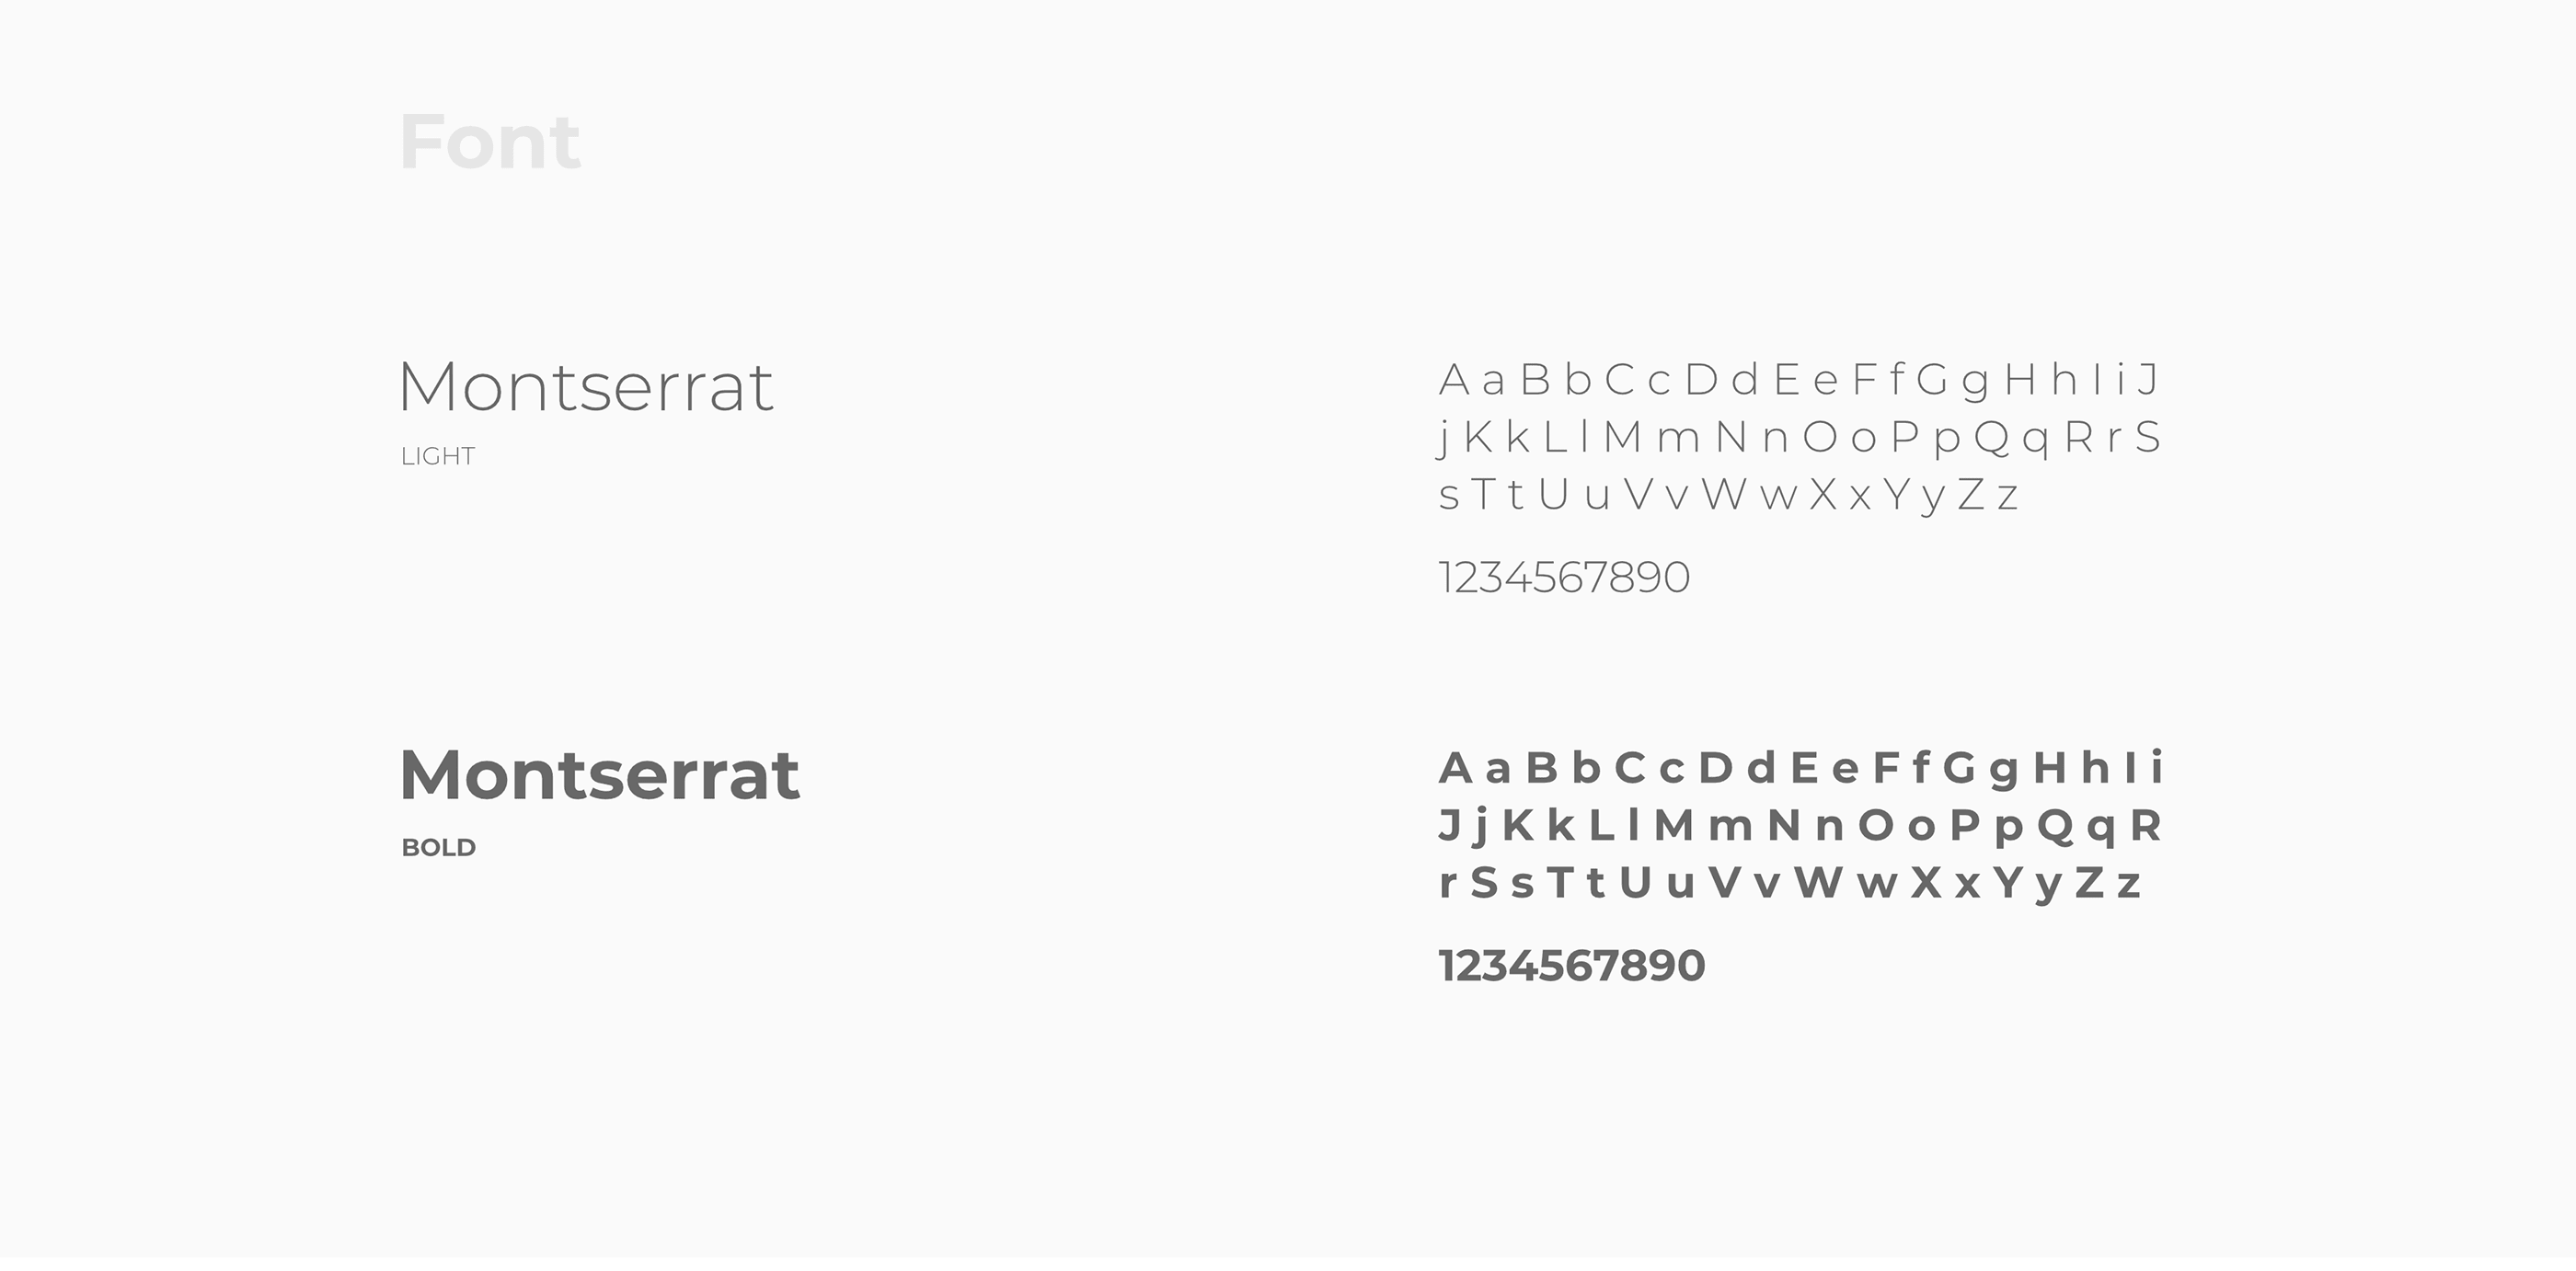 Font
Montserrat
LIGHT
A a B b C c D d E e F f G g H h I i J
j K k L l M m N n O o P p Q q R r S
s T t U u V v W w X x Y y Z z
1234567890
Montserrat
BOLD
A a B b C c D d E e F f G g H h I i
J j K k L l M m N n O o P p Q q R
r S s T t U u V v W w X x Y y Z z
1234567890